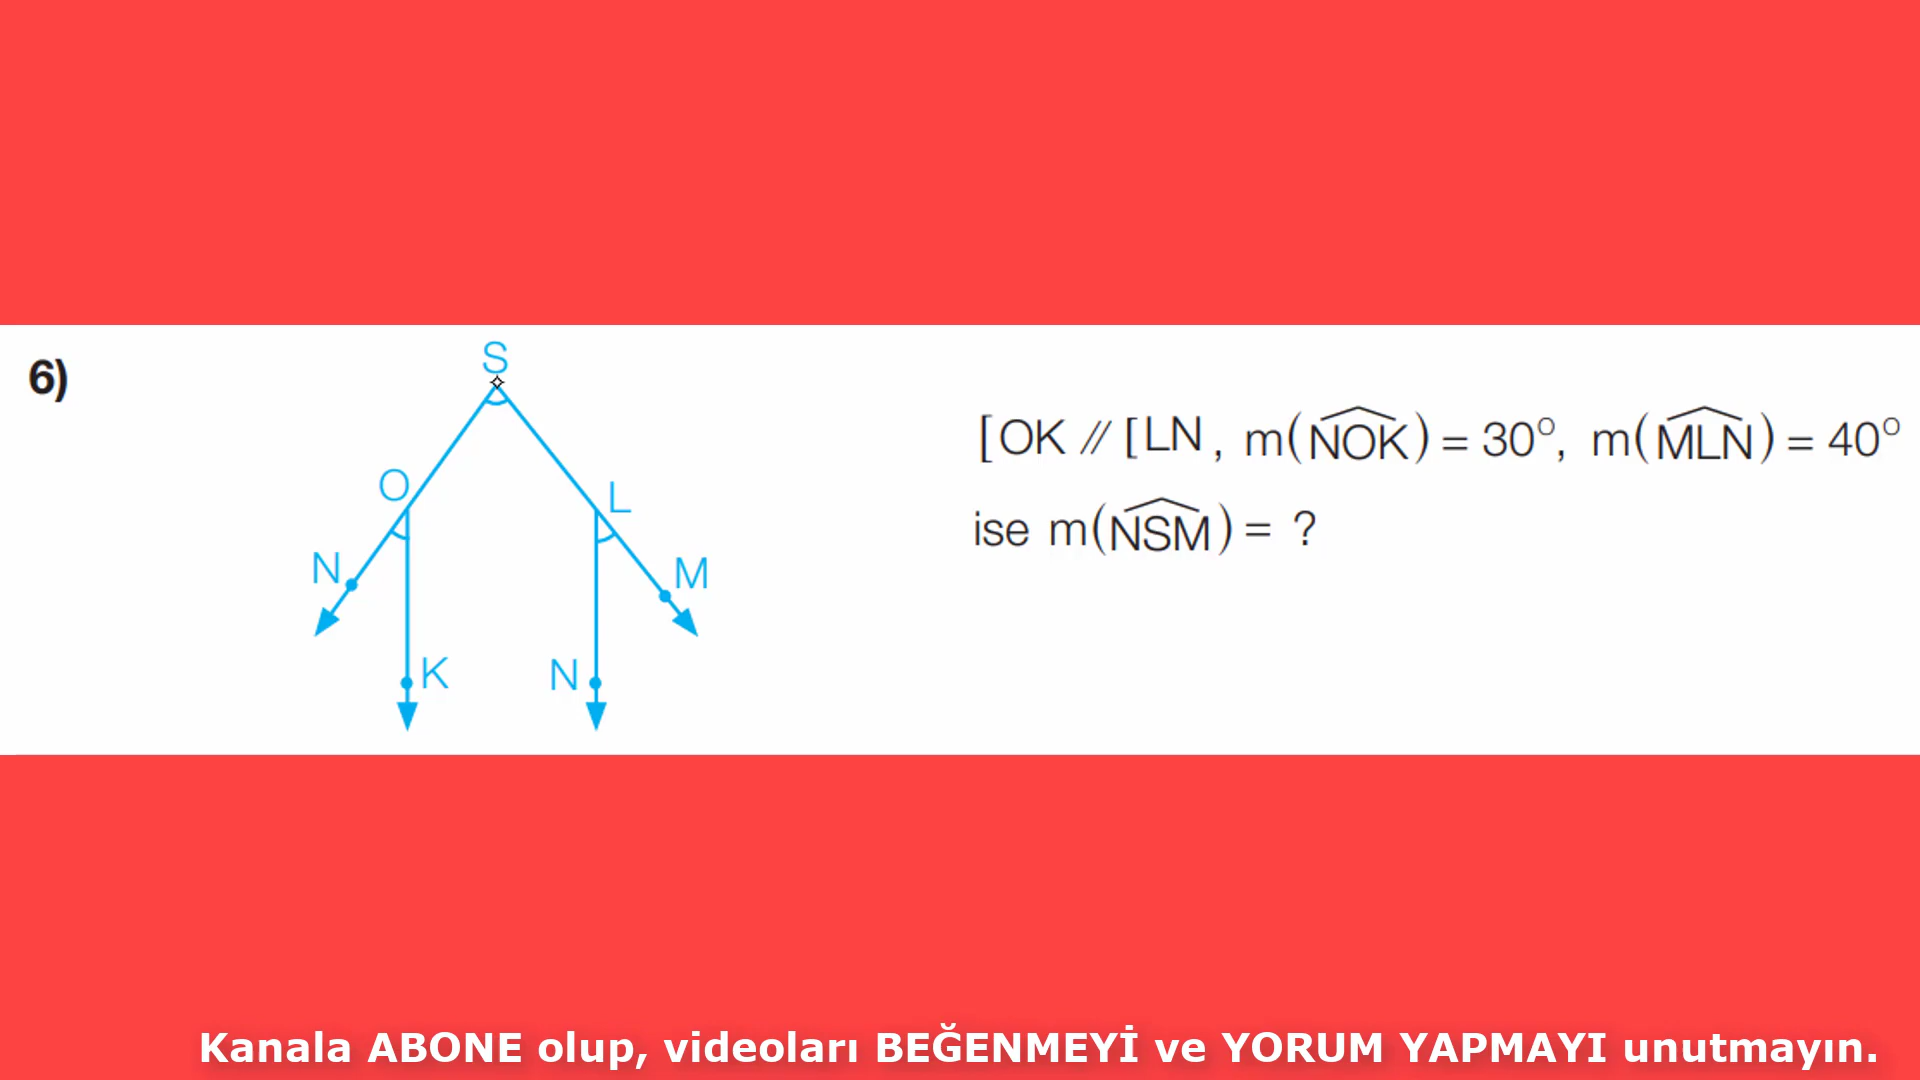 6)
S
O
L
N
M
K
N
[OK // [LN, m(NOK) = 30°, m(MLN) = 40°
ise m(NSM) = ?
Kanala ABONE olup, videoları BEĞENMEYİ ve YORUM YAPMAYI unutmayın.